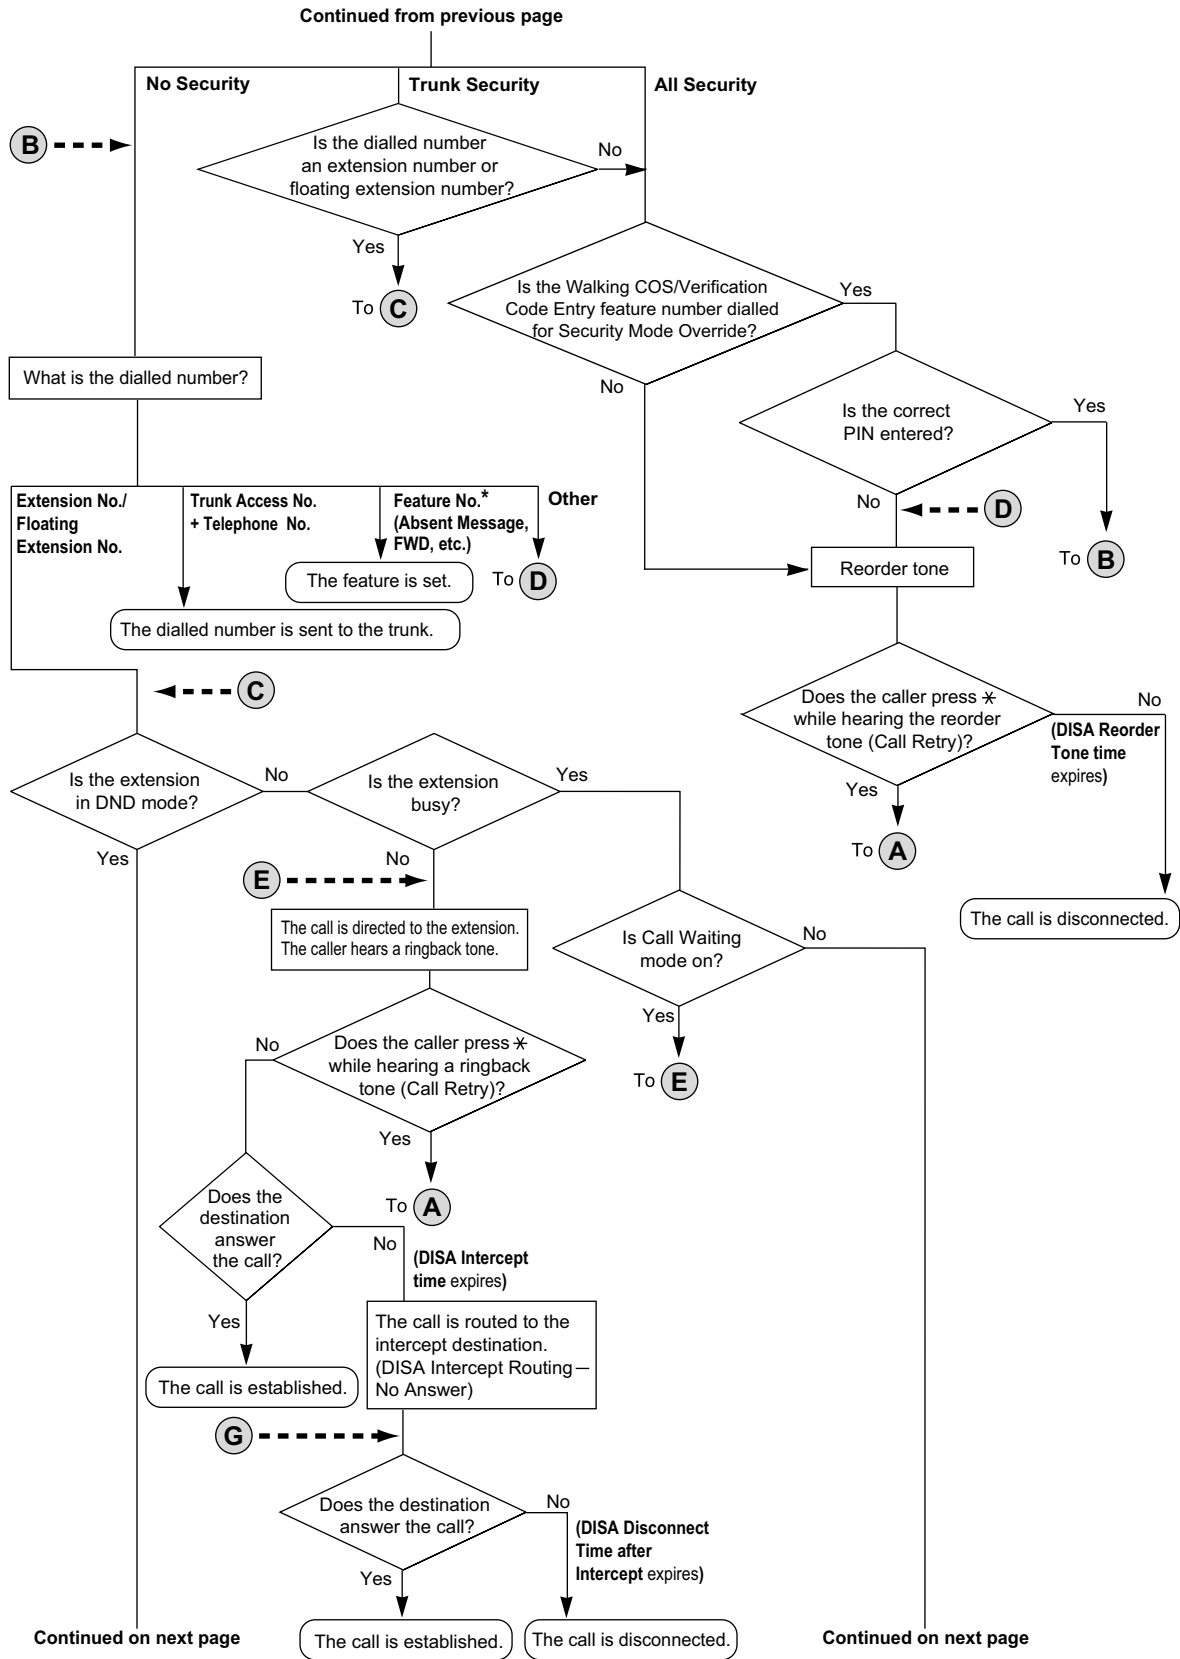 Continued from previous page
No Security
Trunk Security
All Security
B
Is the dialled number
an extension number or
floating extension number?
No
Yes
To C
Is the Walking COS/Verification
Code Entry feature number dialled
for Security Mode Override?
Yes
No
What is the dialled number?
Is the correct
PIN entered?
Yes
No
D
To B
Extension No./
Floating
Extension No.
Trunk Access No.
+ Telephone No.
Feature No.*
(Absent Message,
FWD, etc.)
Other
The feature is set.
To D
The dialled number is sent to the trunk.
Reorder tone
C
Does the caller press *
while hearing the reorder
tone (Call Retry)?
No
(DISA Reorder
Tone time
expires)
Yes
To A
The call is disconnected.
Is the extension
in DND mode?
No
Yes
Is the extension
busy?
Yes
No
E
The call is directed to the extension.
The caller hears a ringback tone.
Is Call Waiting
mode on?
No
Yes
To E
Does the caller press *
while hearing a ringback
tone (Call Retry)?
No
Yes
To A
Does the
destination
answer
the call?
No
(DISA Intercept
time expires)
Yes
The call is established.
The call is routed to the
intercept destination.
(DISA Intercept Routing—
No Answer)
G
Does the destination
answer the call?
No
(DISA Disconnect
Time after
Intercept expires)
Yes
The call is established.
The call is disconnected.
Continued on next page
Continued on next page